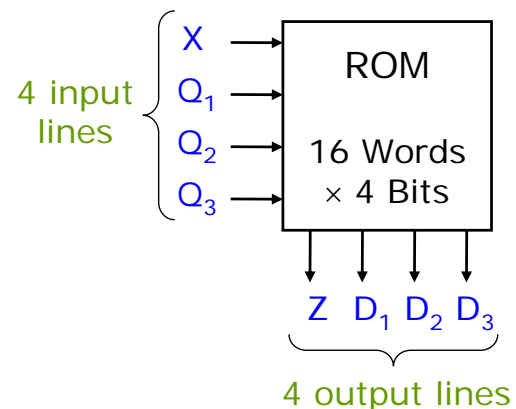 X
ROM
4 input
lines
Q₁
Q₂
Q₃
16 Words
× 4 Bits
Z D₁ D₂ D₃
4 output lines